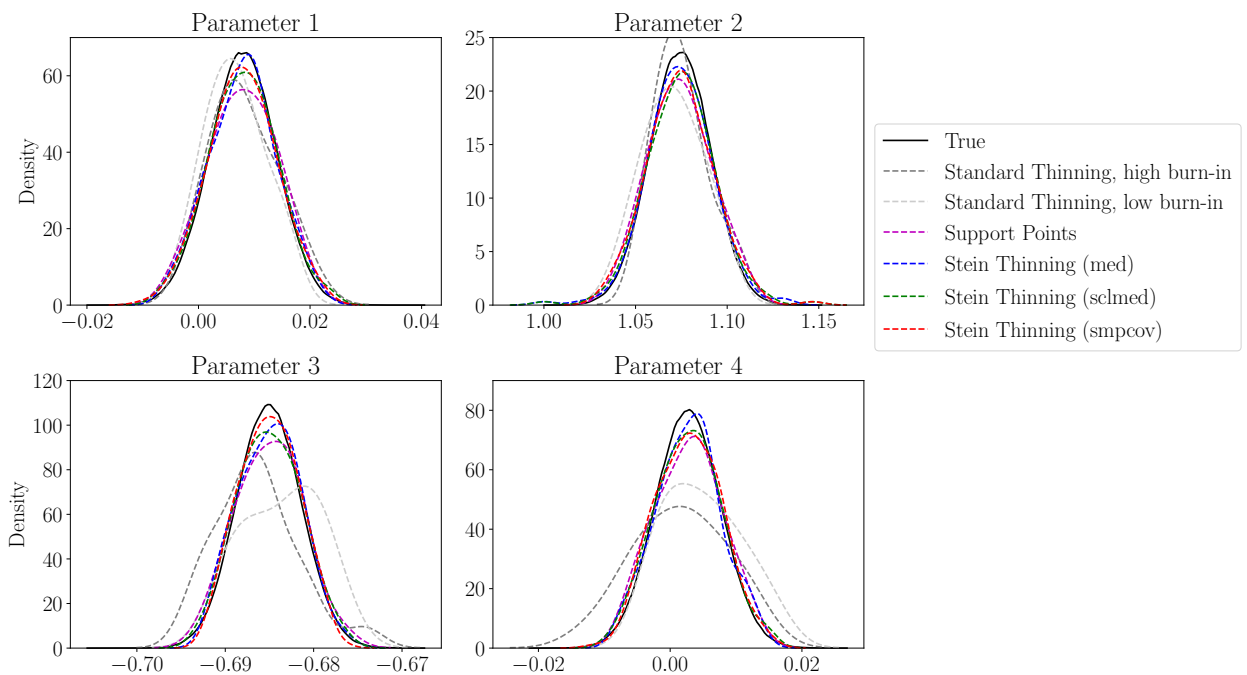 Parameter 1
Density
60
40
20
0
−0.02
0.00
0.02
0.04
Parameter 2
25
20
15
10
5
0
1.00
1.05
1.10
1.15
True
Standard Thinning, high burn-in
Standard Thinning, low burn-in
Support Points
Stein Thinning (med)
Stein Thinning (sclmed)
Stein Thinning (smpcov)
Parameter 3
Density
120
100
80
60
40
20
0
−0.70
−0.69
−0.68
−0.67
Parameter 4
80
60
40
20
0
−0.02
0.00
0.02